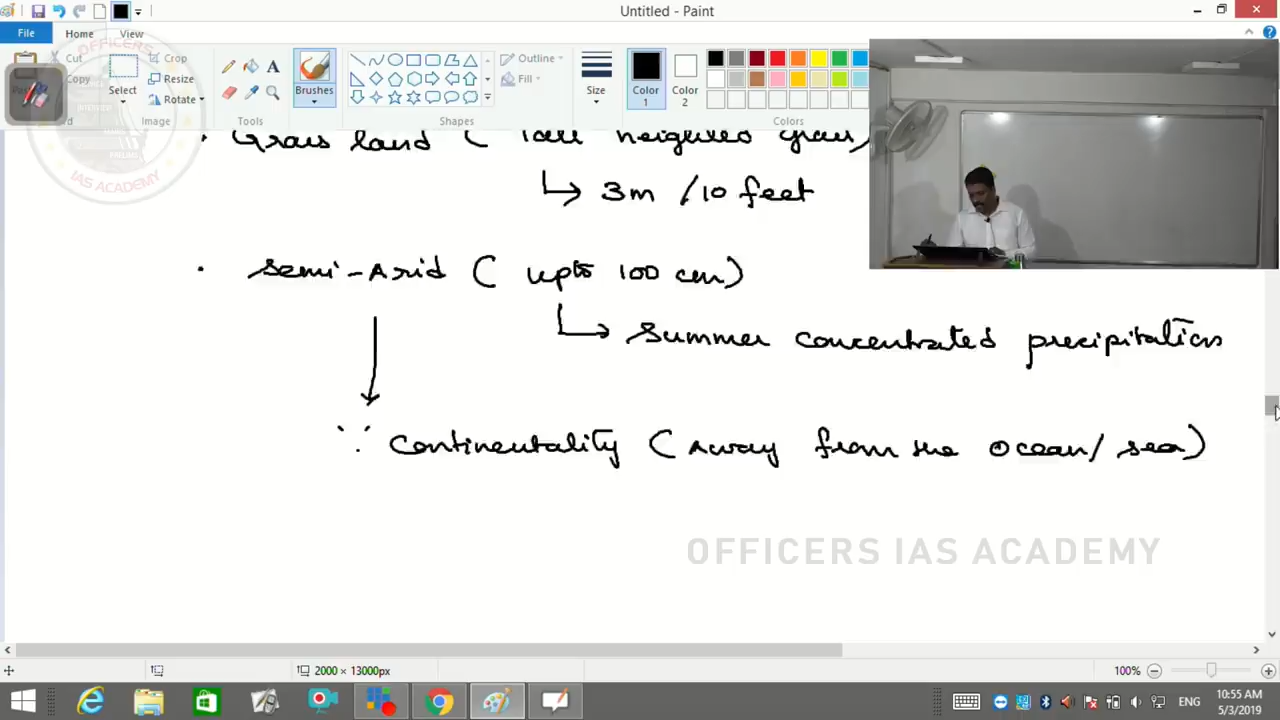 Untitled - Paint
File Home View
Cut
Copy
Select
Crop
Resize
Rotate
Image
Tools
Brushes
Shapes
Outline
Fill
Size
Color 1
Color 2
Colors
OFFICERS
IAS ACADEMY
• Grass land ( Tall heighted grass)
↳ 3m /10 feet
• Semi-Arid ( upto 100 cm)
↳ Summer concentrated precipitation
∵ Continentality (Away from the ocean/ sea)
OFFICERS IAS ACADEMY
2000 × 13000px
100%
ENG
10:55 AM
5/3/2019